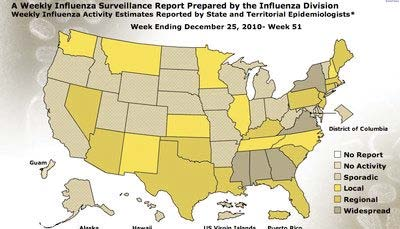 A Weekly Influenza Surveillance Report Prepared by the Influenza Division
Weekly Influenza Activity Estimates Reported by State and Territorial Epidemiologists*
Week Ending December 25, 2010- Week 51
District of Columbia
No Report
No Activity
Sporadic
Local
Regional
Widespread
Guam
Alaska
Hawaii
US Virgin Islands
Puerto Rico